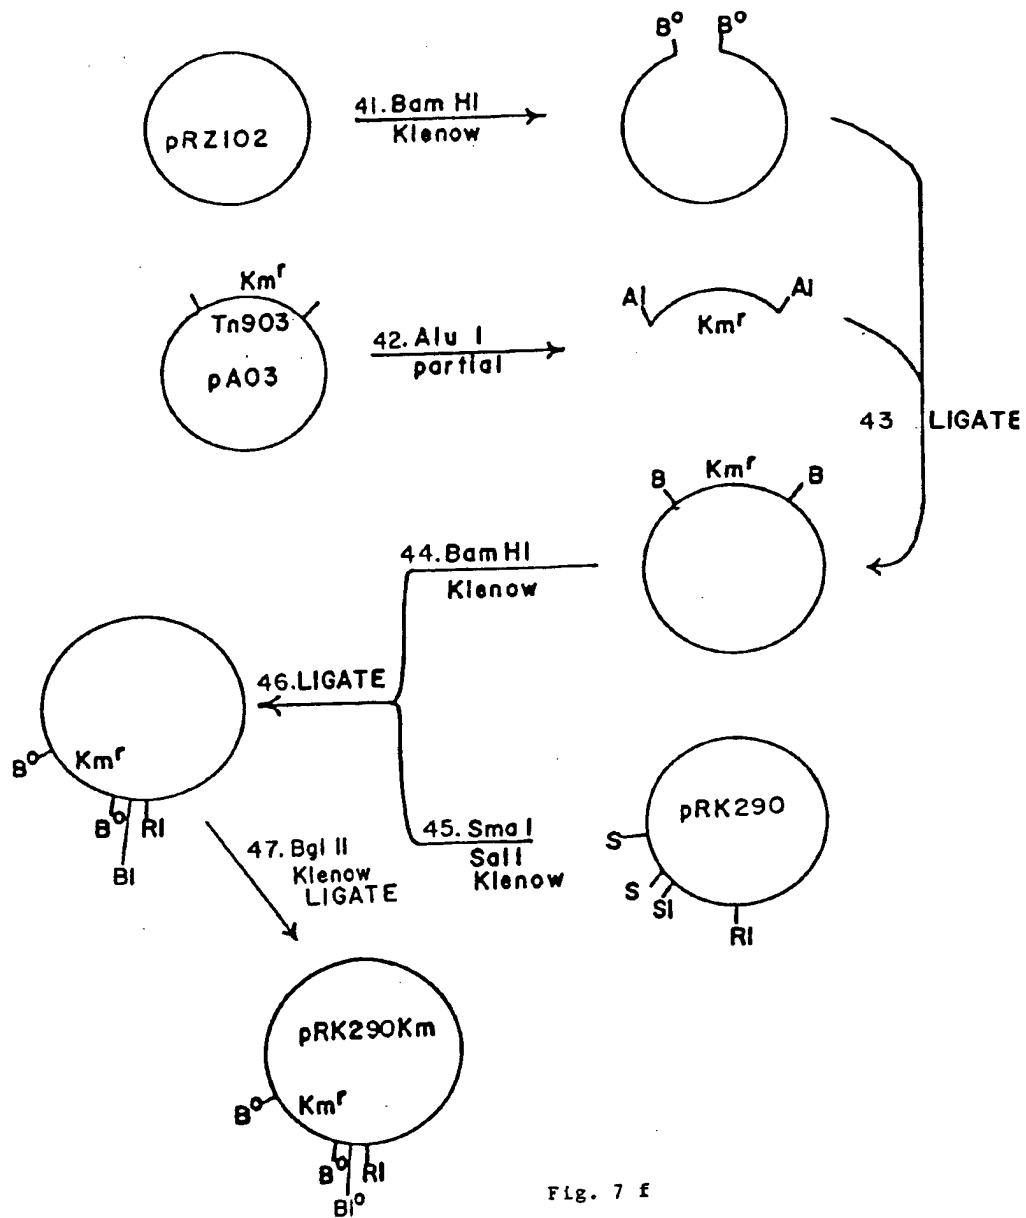 B° B°
41. Bam HI
Klenow
pRZ102
Kmʳ
Tn903
pA03
42. Alu I
partial
Al Al
Kmʳ
43 LIGATE
B Kmʳ B
44. Bam HI
Klenow
46. LIGATE
B° Kmʳ
B° RI
BI
45. Sma I
Sal I
Klenow
pRK290
S
S
SI
RI
47. Bgl II
Klenow
LIGATE
pRK290Km
B° Kmʳ
B° RI
BI°
Fig. 7 f